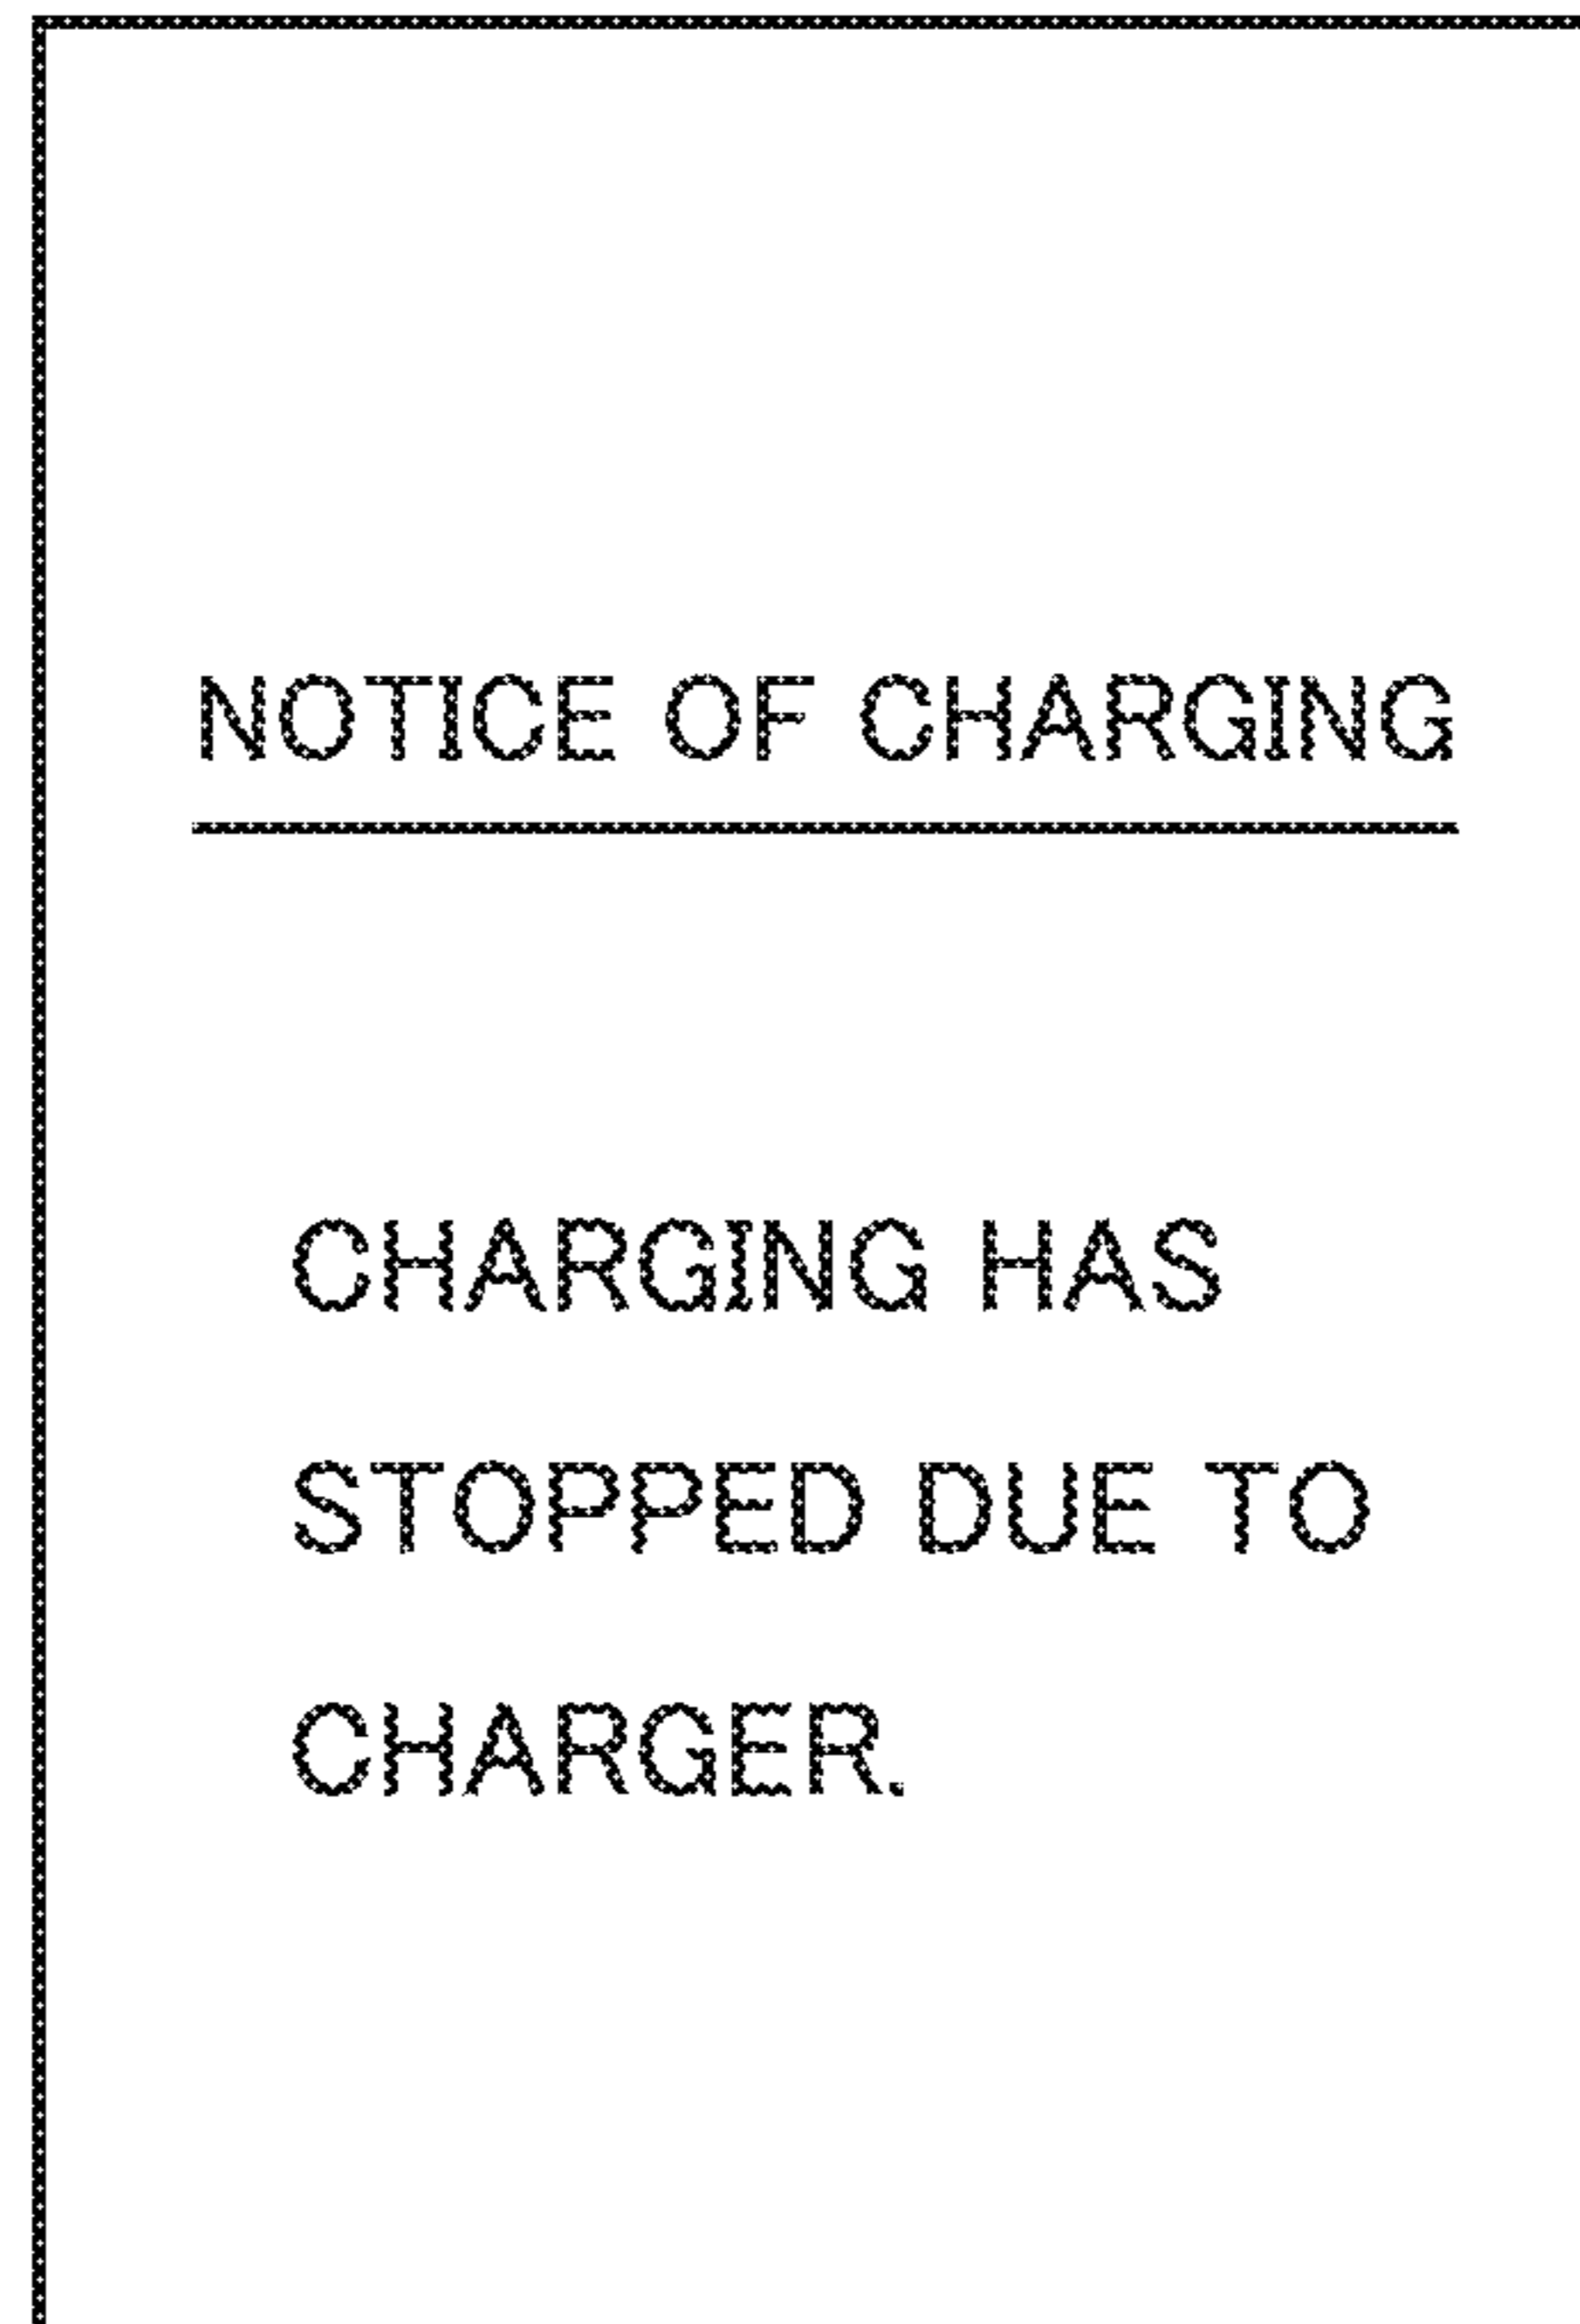 NOTICE OF CHARGING
CHARGING HAS
STOPPED DUE TO
CHARGER.